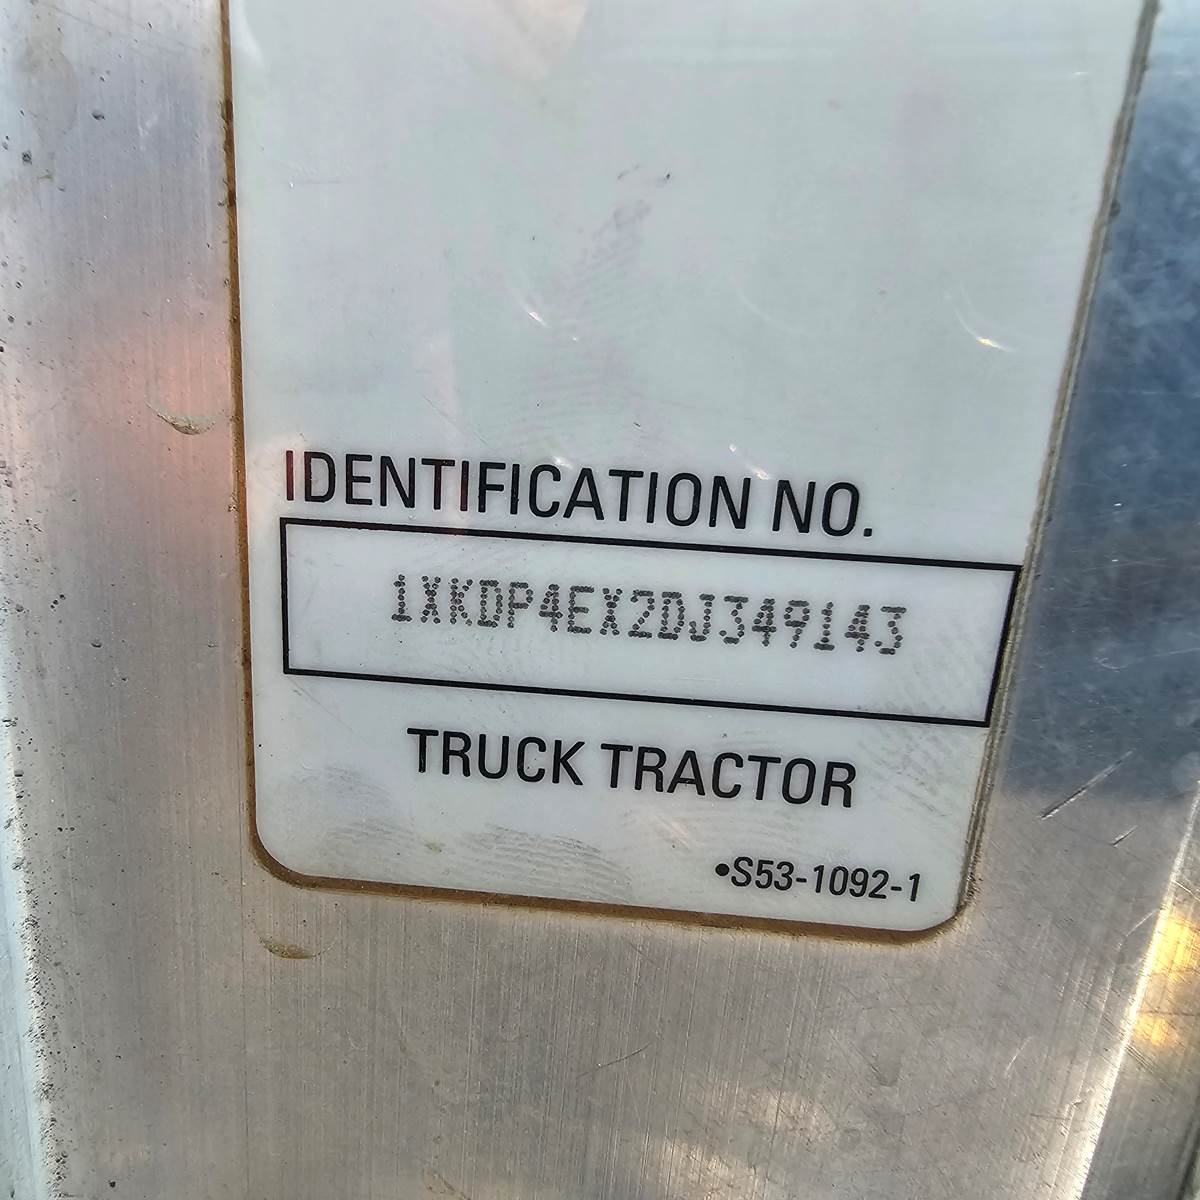 IDENTIFICATION NO.
1XKDP4EX2DJ349143
TRUCK TRACTOR
•S53-1092-1